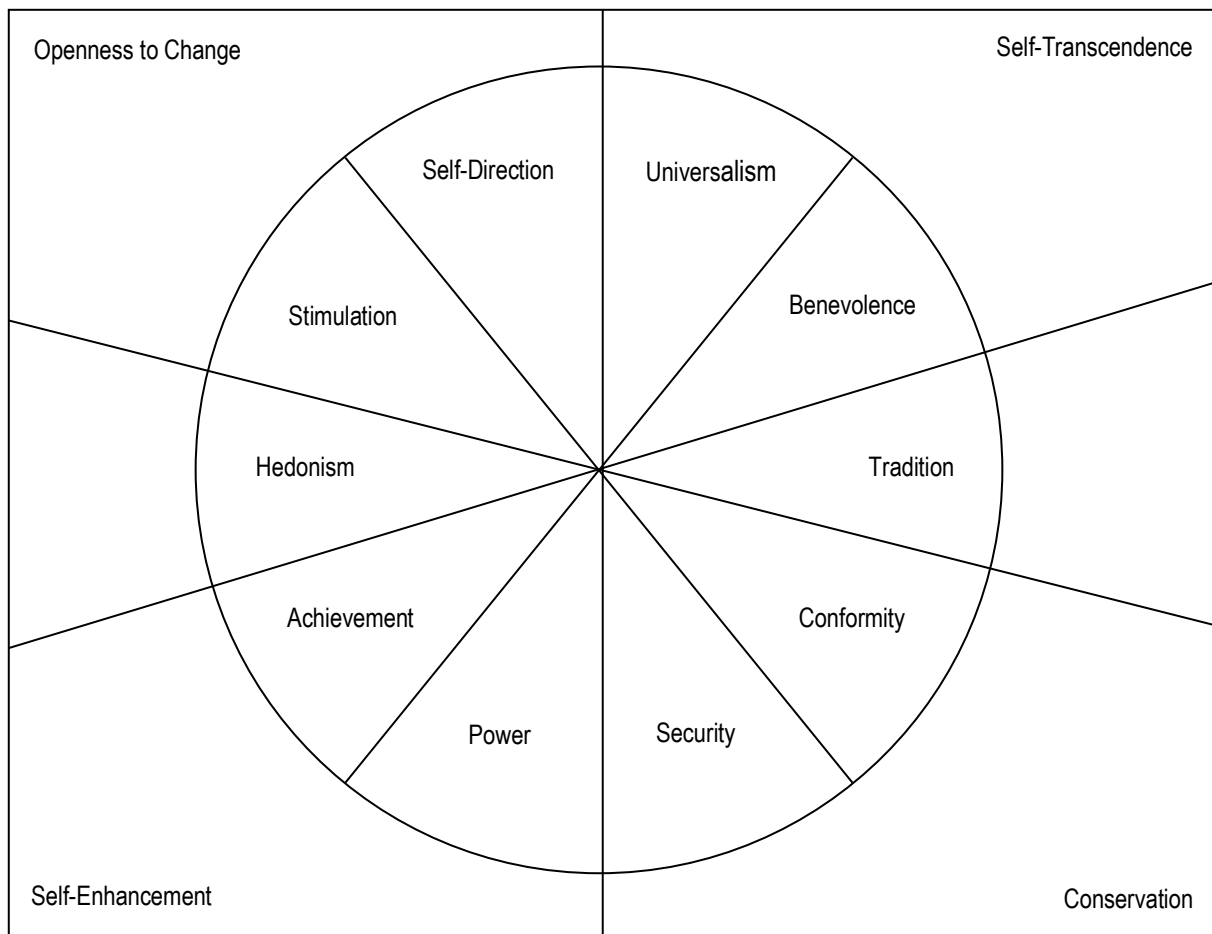 Openness to Change
Self-Transcendence
Self-Direction
Universalism
Stimulation
Benevolence
Hedonism
Tradition
Achievement
Conformity
Power
Security
Self-Enhancement
Conservation